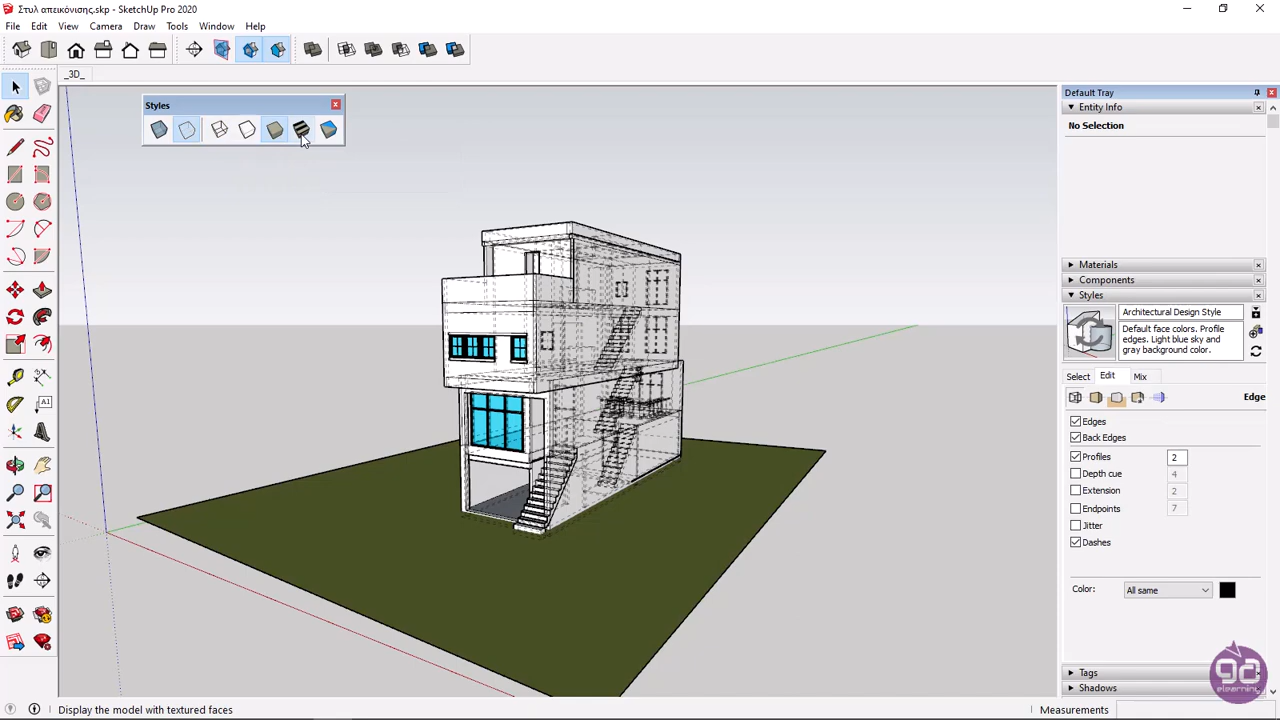 Στυλ απεικόνισης.skp - SketchUp Pro 2020
File Edit View Camera Draw Tools Window Help
_3D_
Styles
Default Tray
Entity Info
No Selection
Materials
Components
Styles
Architectural Design Style
Default face colors. Profile
edges. Light blue sky and
gray background color.
Select Edit Mix
Edge
Edges
Back Edges
Profiles 2
Depth cue 4
Extension 2
Endpoints 7
Jitter
Dashes
Color: All same
Tags
Shadows
A1
ga
elearning
Display the model with textured faces
Measurements